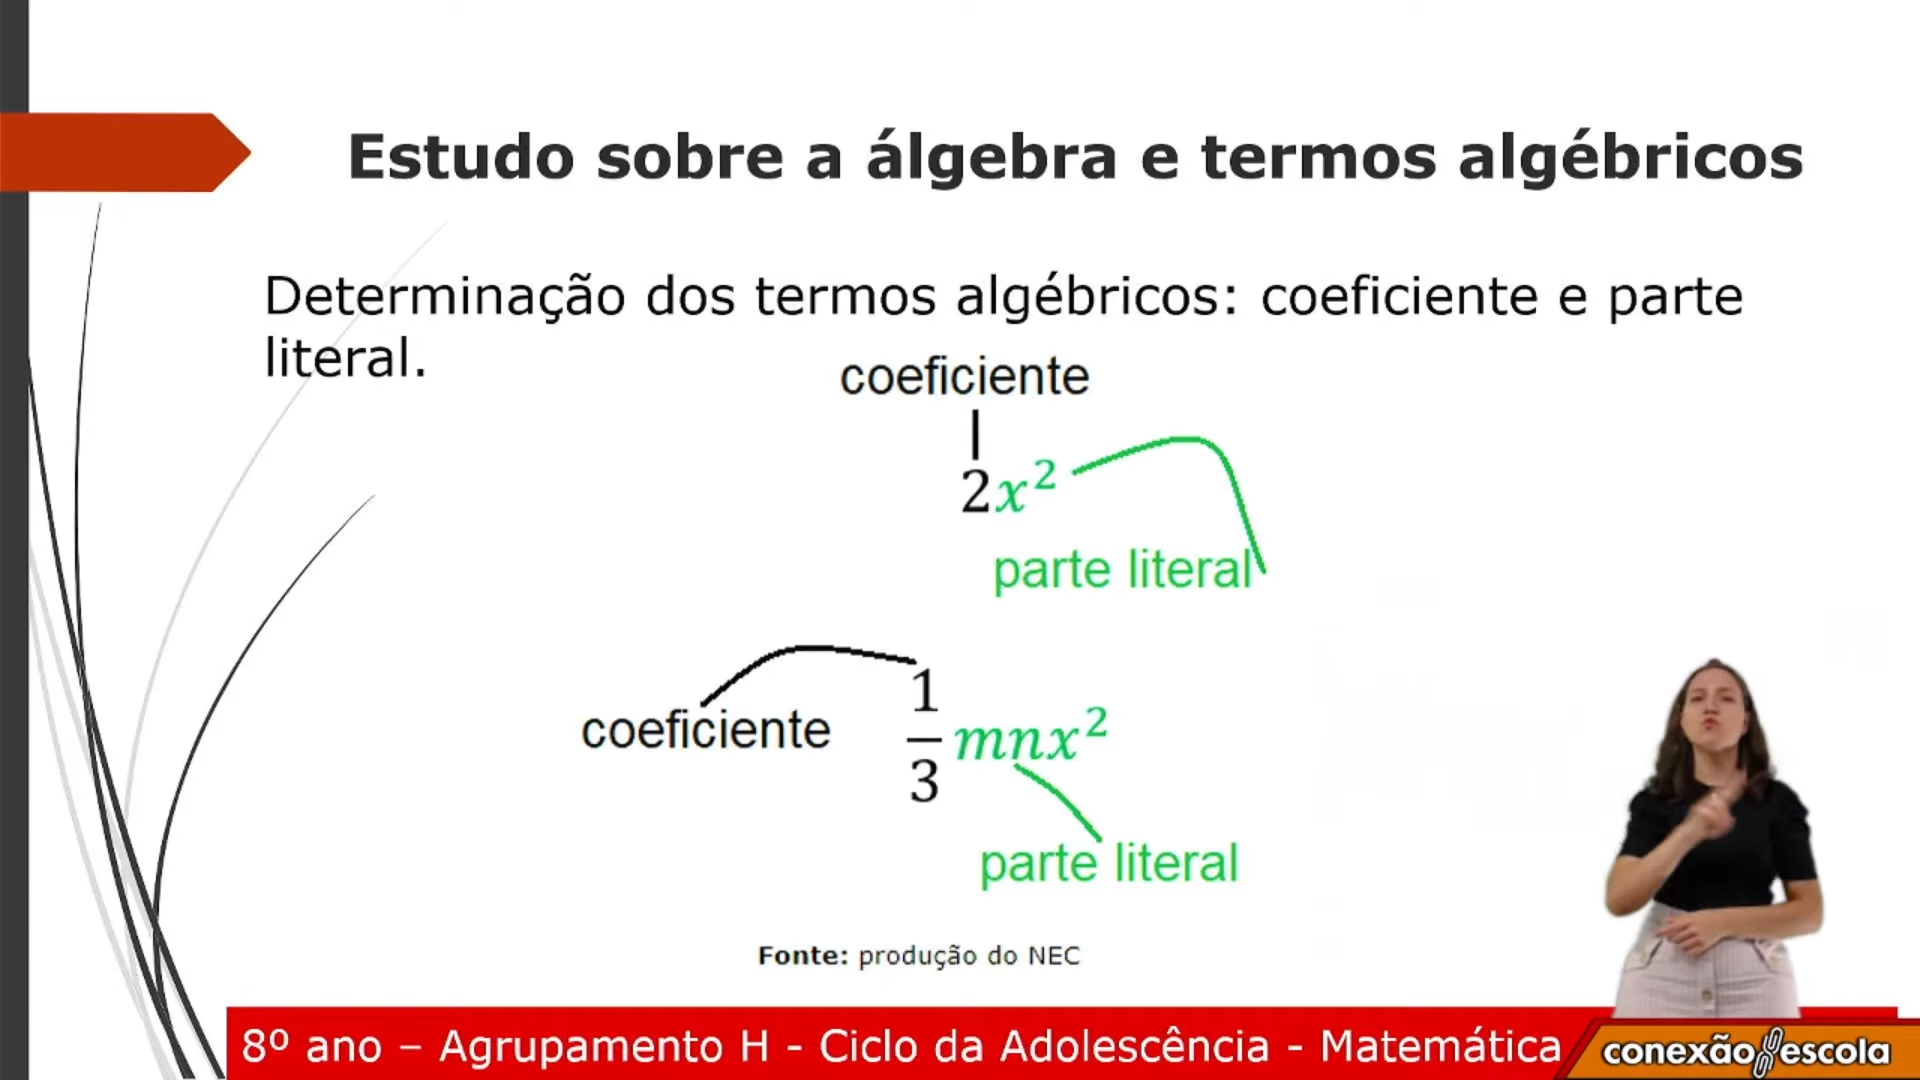 Estudo sobre a álgebra e termos algébricos
Determinação dos termos algébricos: coeficiente e parte
literal.
coeficiente
2x²
parte literal
coeficiente
1/3 mnx²
parte literal
Fonte: produção do NEC
8º ano – Agrupamento H - Ciclo da Adolescência - Matemática
conexão escola